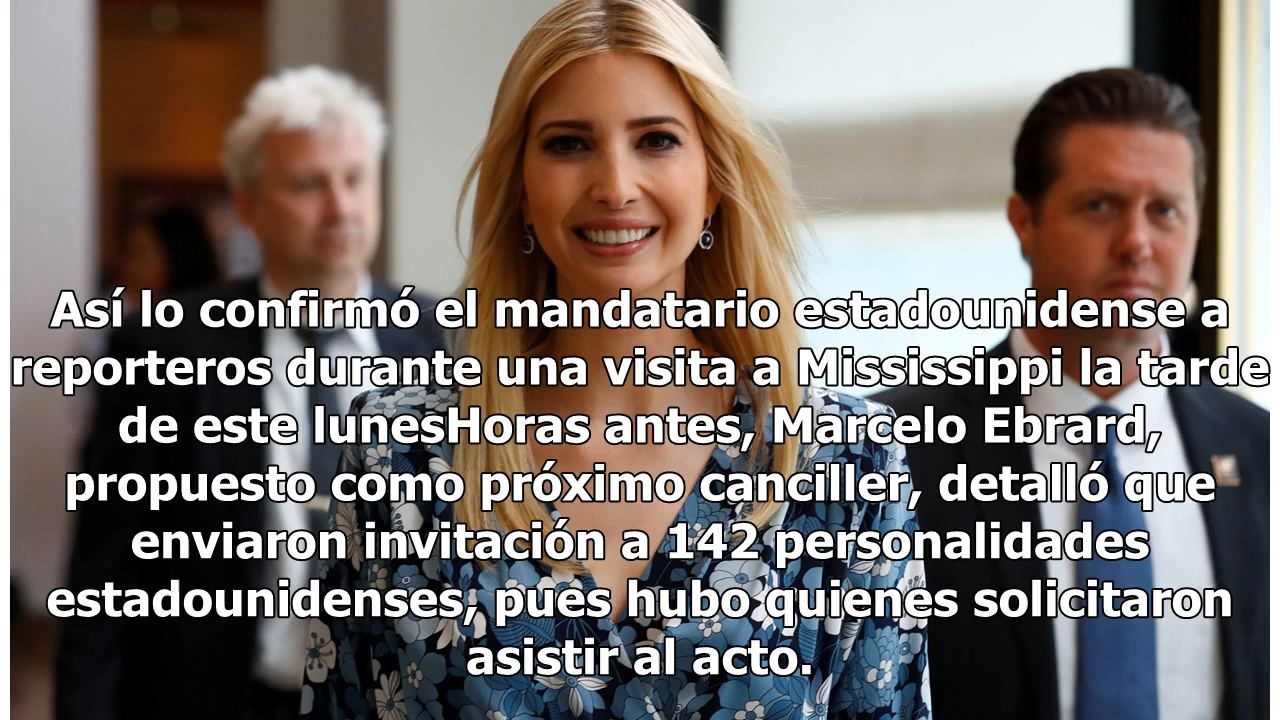 Así lo confirmó el mandatario estadounidense a
reporteros durante una visita a Mississippi la tarde
de este lunesHoras antes, Marcelo Ebrard,
propuesto como próximo canciller, detalló que
enviaron invitación a 142 personalidades
estadounidenses, pues hubo quienes solicitaron
asistir al acto.